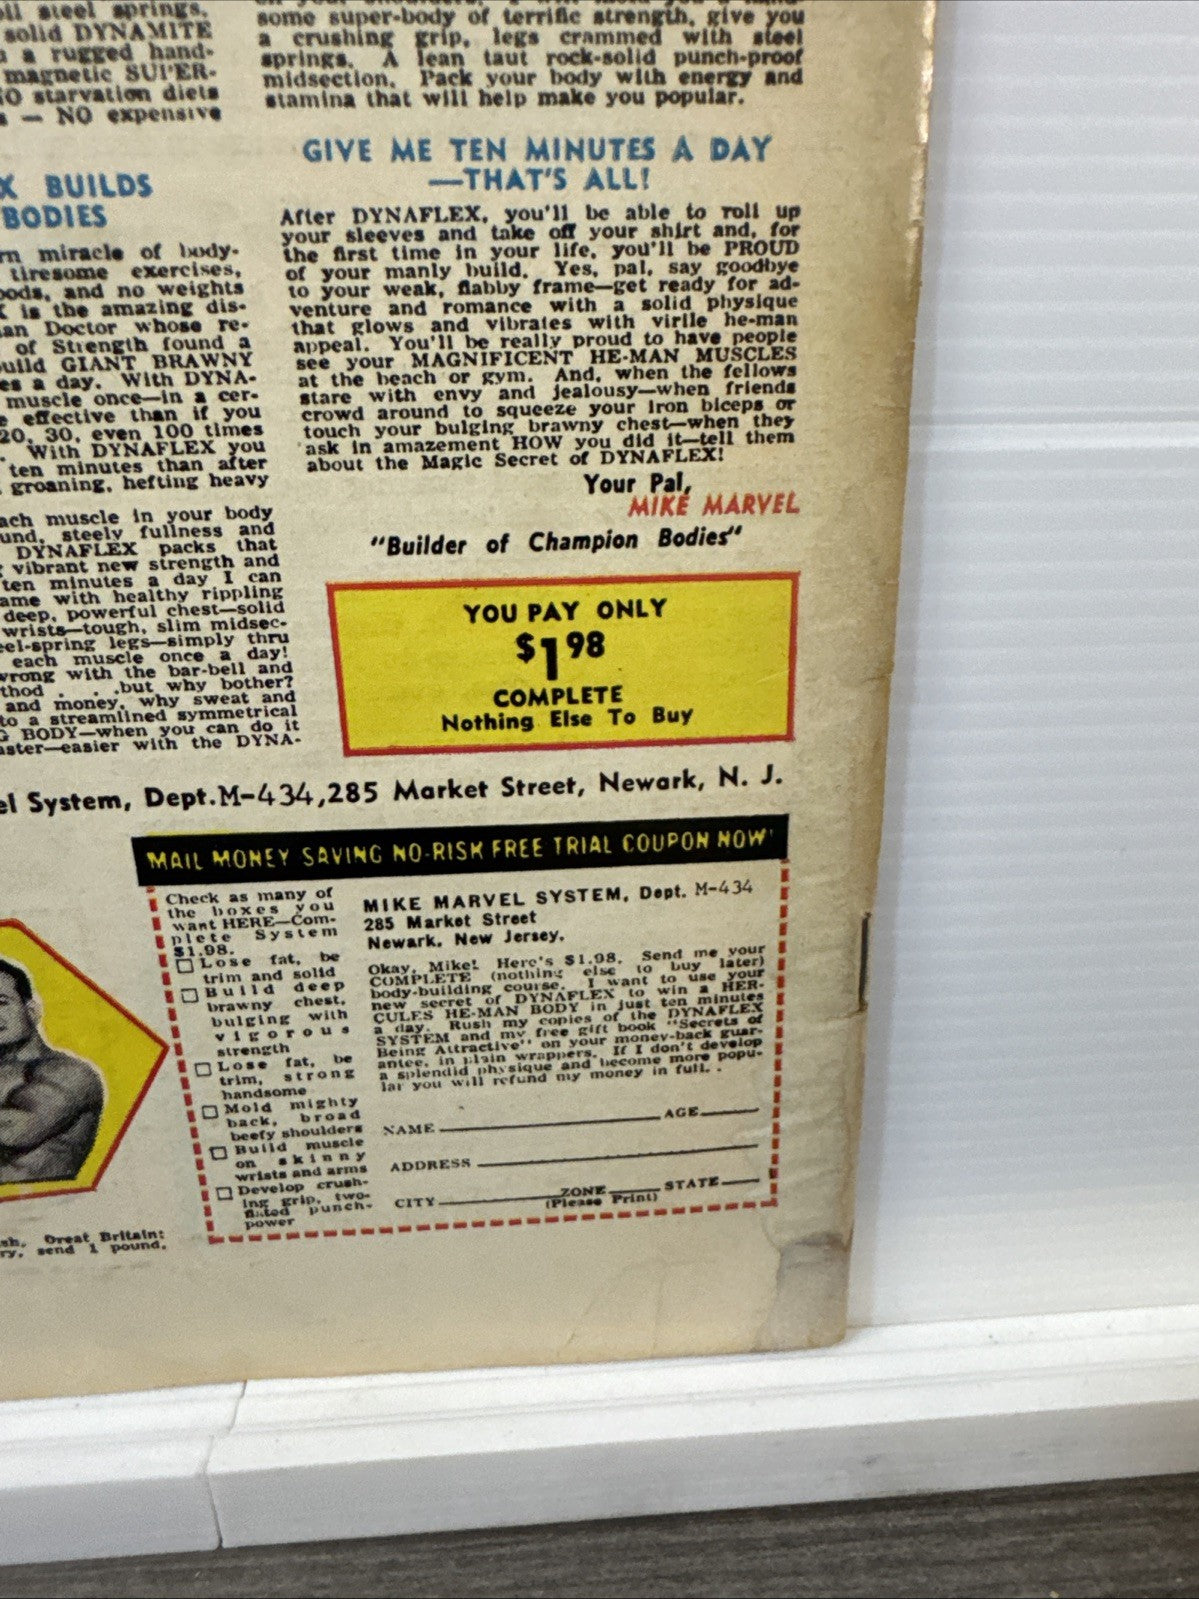 oil steel springs,
solid DYNAMITE
a rugged hand-
magnetic SUPER-
NO starvation diets
— NO expensive
X BUILDS
BODIES
rn miracle of body-
tiresome exercises,
oods, and no weights
X is the amazing dis-
an Doctor whose re-
of Strength found a
uild GIANT BRAWNY
es a day. With DYNA-
muscle once—in a cer-
e effective than if you
20, 30, even 100 times
. With DYNAFLEX you
ten minutes than after
groaning, hefting heavy
ach muscle in your body
und, steely fullness and
DYNAFLEX packs that
vibrant new strength and
ten minutes a day I can
ame with healthy rippling
deep, powerful chest—solid
wrists—tough, slim midsec-
eel-spring legs—simply thru
each muscle once a day!
wrong with the bar-bell and
thod . . .but why bother?
and money, why sweat and
to a streamlined symmetrical
G BODY—when you can do it
aster—easier with the DYNA-
some super-body of terrific strength, give you
a crushing grip, legs crammed with steel
springs. A lean taut rock-solid punch-proof
midsection. Pack your body with energy and
stamina that will help make you popular.
GIVE ME TEN MINUTES A DAY
—THAT'S ALL!
After DYNAFLEX, you'll be able to roll up
your sleeves and take off your shirt and, for
the first time in your life, you'll be PROUD
of your manly build. Yes, pal, say goodbye
to your weak, flabby frame—get ready for ad-
venture and romance with a solid physique
that glows and vibrates with virile he-man
appeal. You'll be really proud to have people
see your MAGNIFICENT HE-MAN MUSCLES
at the beach or gym. And, when the fellows
stare with envy and jealousy—when friends
crowd around to squeeze your iron biceps or
touch your bulging brawny chest—when they
ask in amazement HOW you did it—tell them
about the Magic Secret of DYNAFLEX!
Your Pal,
MIKE MARVEL
"Builder of Champion Bodies"
YOU PAY ONLY
$1.98
COMPLETE
Nothing Else To Buy
el System, Dept.M-434,285 Market Street, Newark, N. J.
MAIL MONEY SAVING NO-RISK FREE TRIAL COUPON NOW!
Check as many of
the boxes you
want HERE—Com-
plete System
$1.98.
Lose fat, be
trim and solid
Build deep
brawny chest,
bulging with
vigorous
strength
Lose fat, be
trim, strong
handsome
Mold mighty
back, broad
beefy shoulders
Build muscle
on skinny
wrists and arms
Develop crush-
ing grip, two-
fisted punch-
power
MIKE MARVEL SYSTEM, Dept. M-434
285 Market Street
Newark, New Jersey.
Okay, Mike! Here's $1.98. Send me your
COMPLETE (nothing else to buy later)
body-building course. I want to use your
new secret of DYNAFLEX to win a HER-
CULES HE-MAN BODY in just ten minutes
a day. Rush my copies of the DYNAFLEX
SYSTEM and my free gift book "Secrets of
Being Attractive" on your money-back guar-
antee, in plain wrappers. If I don't develop
a splendid physique and become more popu-
lar you will refund my money in full. .
NAME AGE
ADDRESS
CITY ZONE STATE
(Please Print)
sh, Great Britain:
ry, send 1 pound.